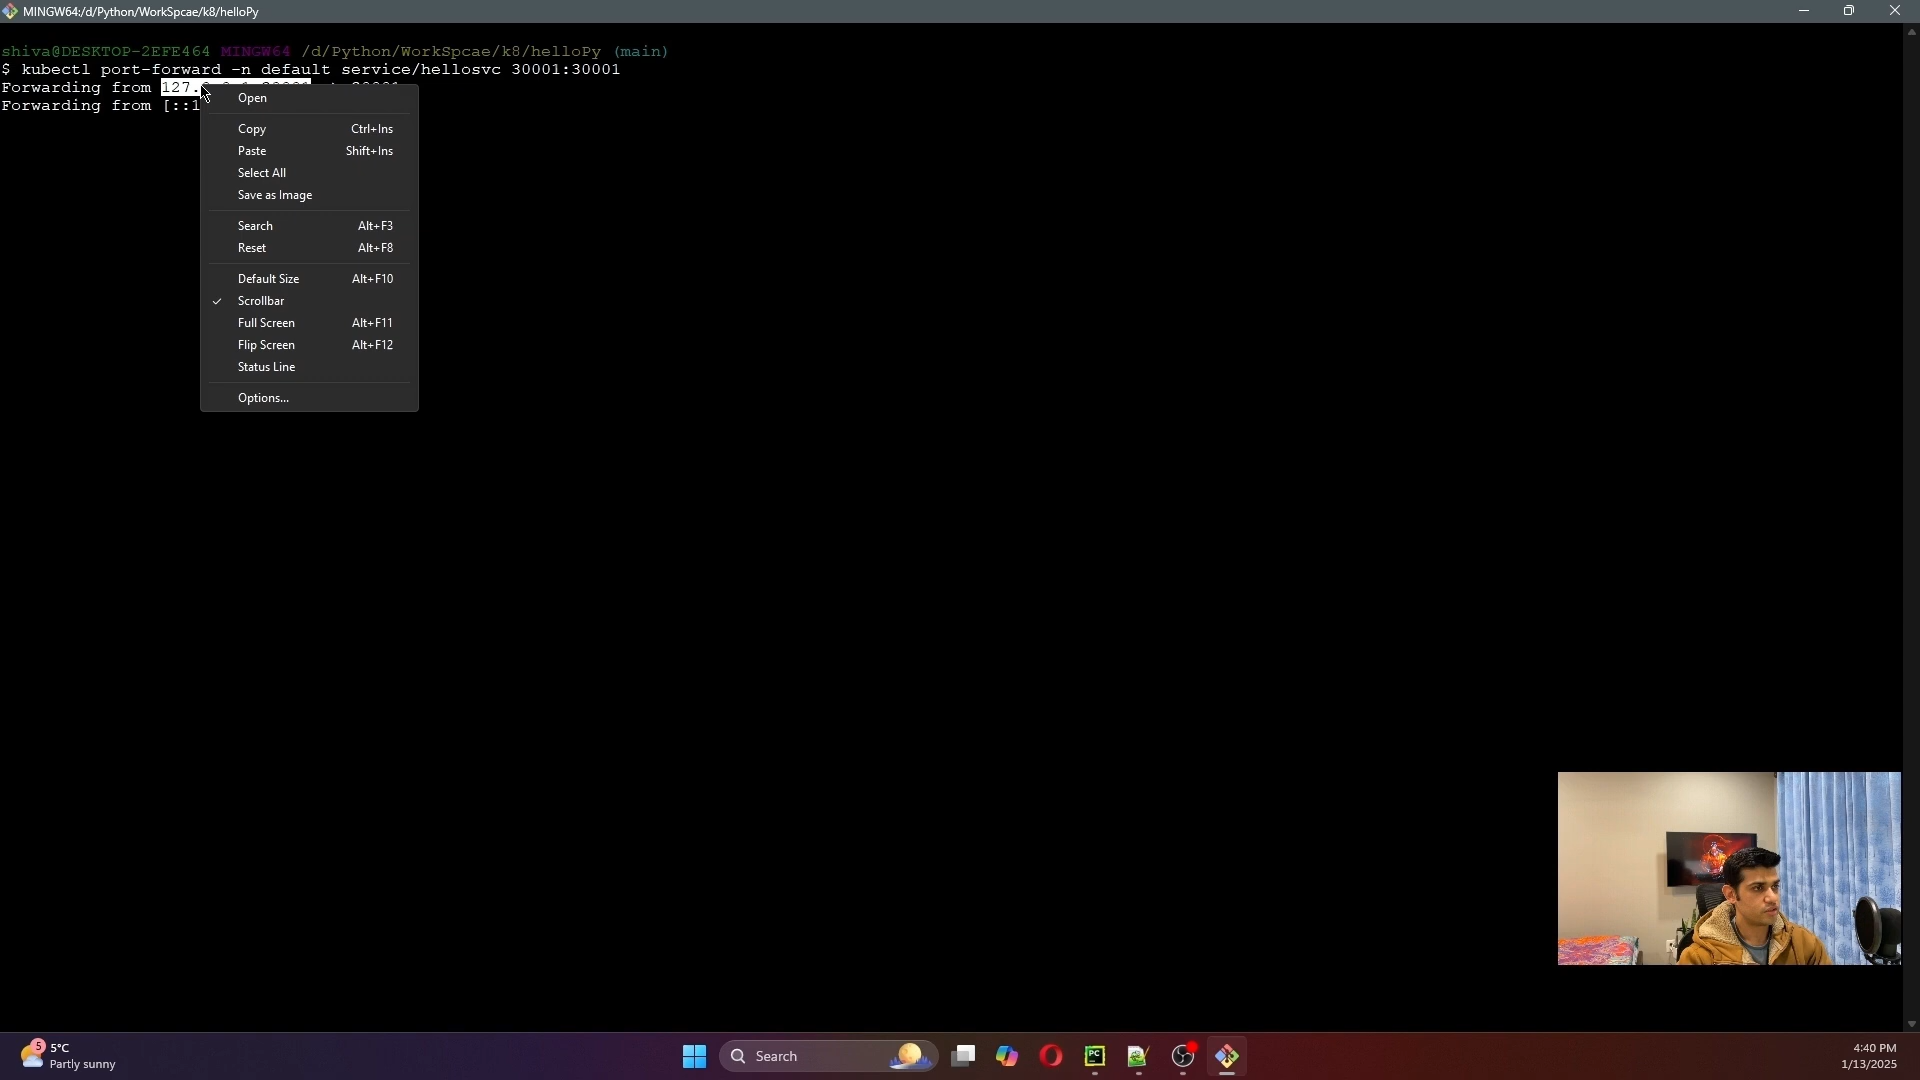 MINGW64:/d/Python/WorkSpcae/k8/helloPy
shiva@DESKTOP-2EFE464 MINGW64 /d/Python/WorkSpcae/k8/helloPy (main)
$ kubectl port-forward -n default service/hellosvc 30001:30001
Forwarding from 127.
Forwarding from [::1
Open
Copy Ctrl+Ins
Paste Shift+Ins
Select All
Save as Image
Search Alt+F3
Reset Alt+F8
Default Size Alt+F10
Scrollbar
Full Screen Alt+F11
Flip Screen Alt+F12
Status Line
Options...
5
5°C
Partly sunny
Search
PC
4:40 PM
1/13/2025